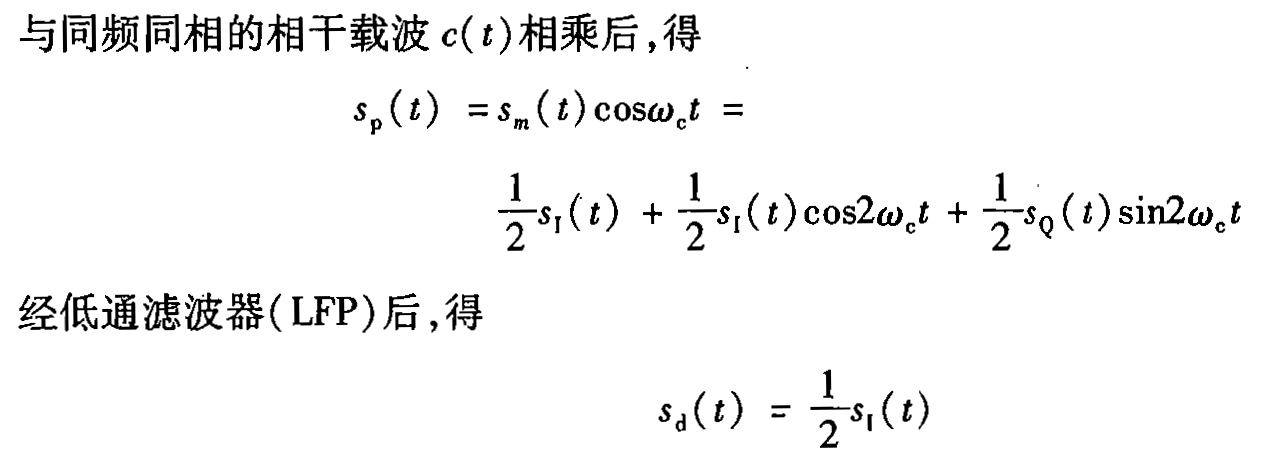 与同频同相的相干载波 c(t)相乘后,得
s_p(t) = s_m(t)cosω_c t =
1/2 s_I(t) + 1/2 s_I(t)cos2ω_c t + 1/2 s_Q(t)sin2ω_c t
经低通滤波器(LFP)后,得
s_d(t) = 1/2 s_I(t)